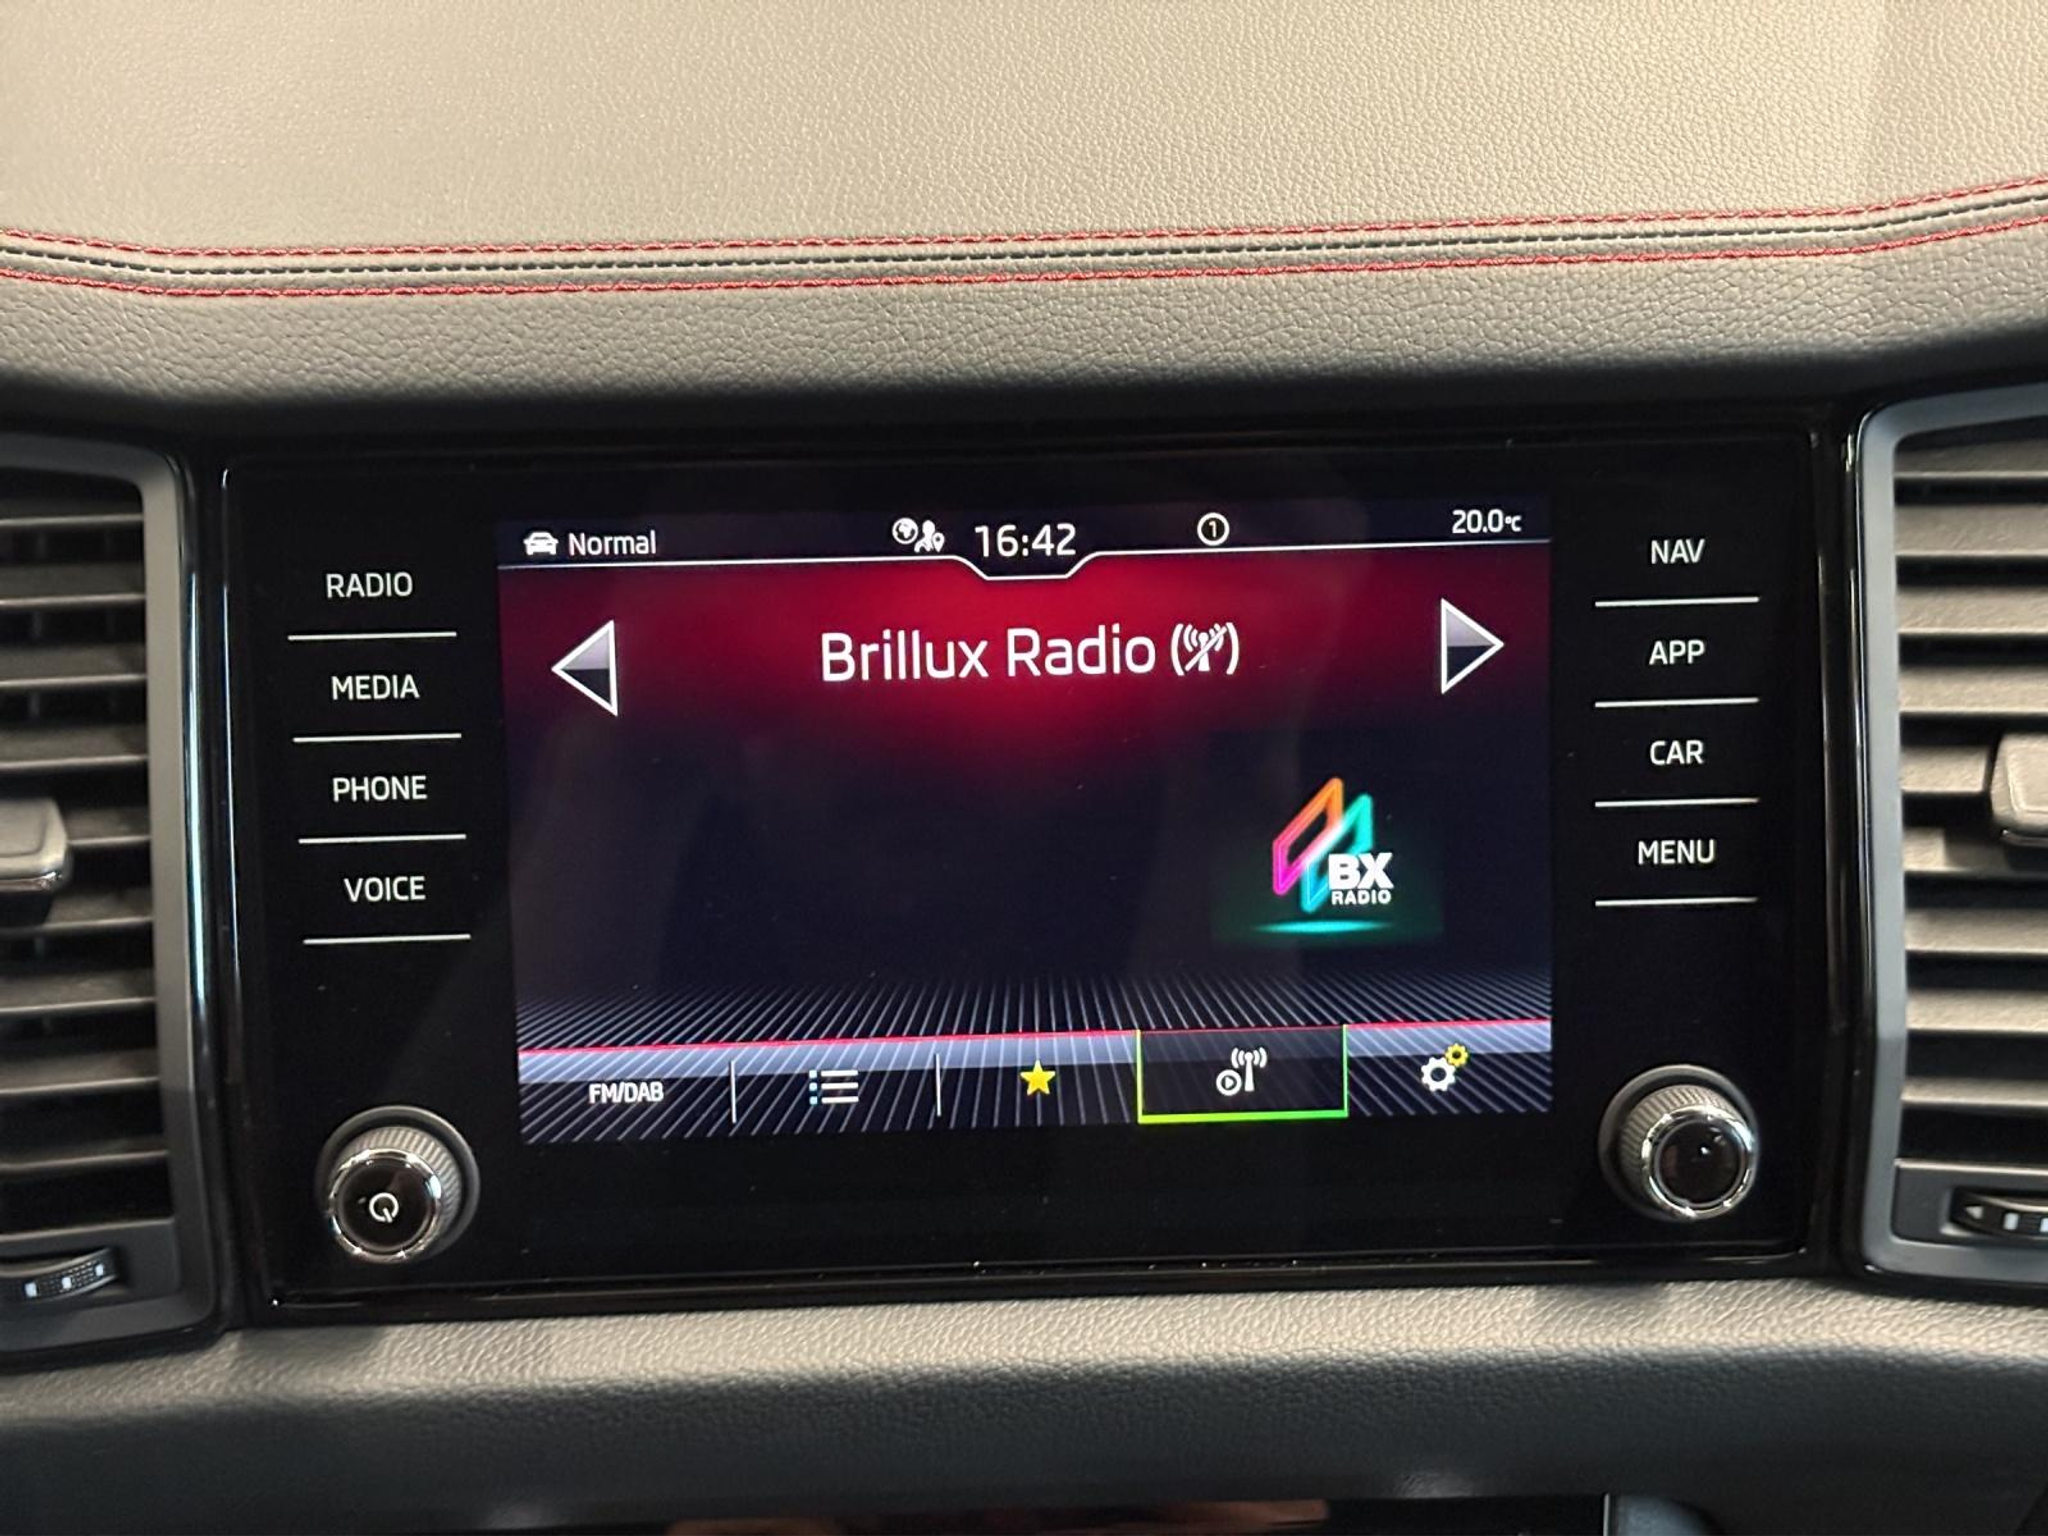 Normal
16:42
1
20.0°C
Brillux Radio
BX
RADIO
FM/DAB
RADIO
MEDIA
PHONE
VOICE
NAV
APP
CAR
MENU